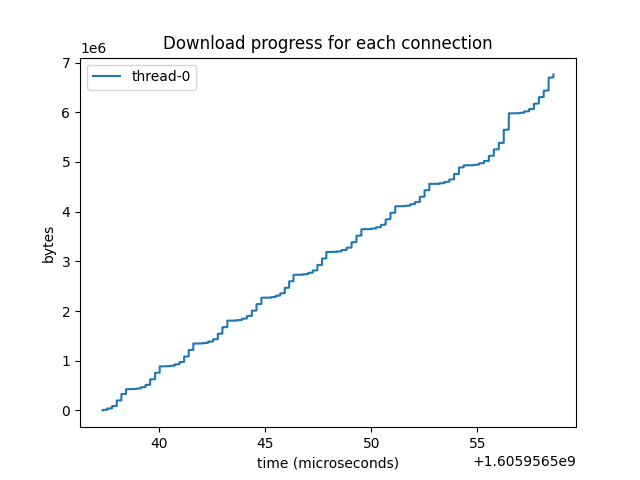 Download progress for each connection
1e6
thread-0
7
6
5
4
3
2
1
0
bytes
40
45
50
55
time (microseconds)
+1.6059565e9